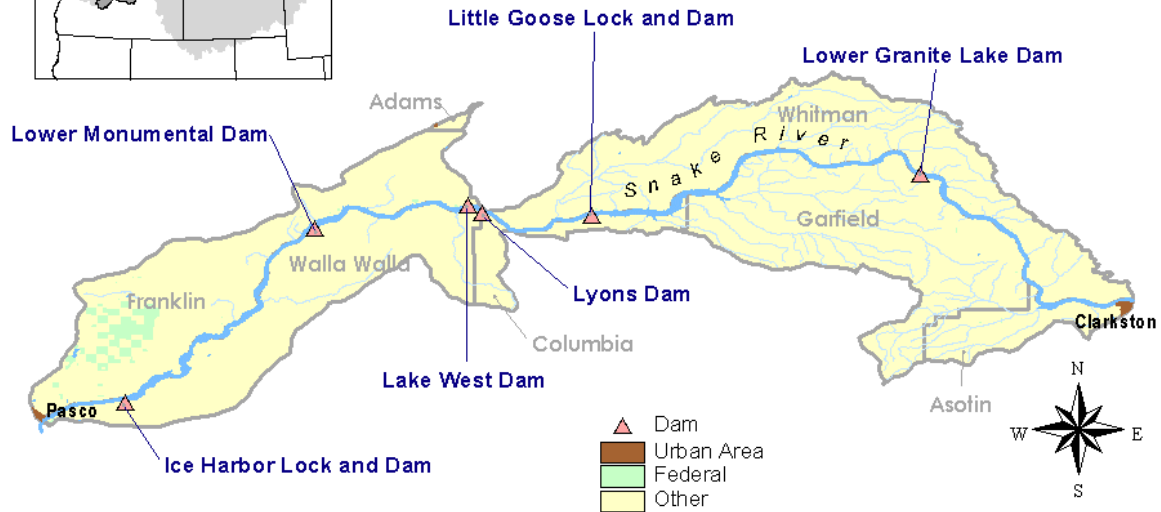 Little Goose Lock and Dam
Lower Granite Lake Dam
Adams
Whitman
Lower Monumental Dam
Snake River
Garfield
Walla Walla
Franklin
Lyons Dam
Columbia
Clarkston
Lake West Dam
Pasco
Asotin
Ice Harbor Lock and Dam
Dam
Urban Area
Federal
Other
N
W
E
S